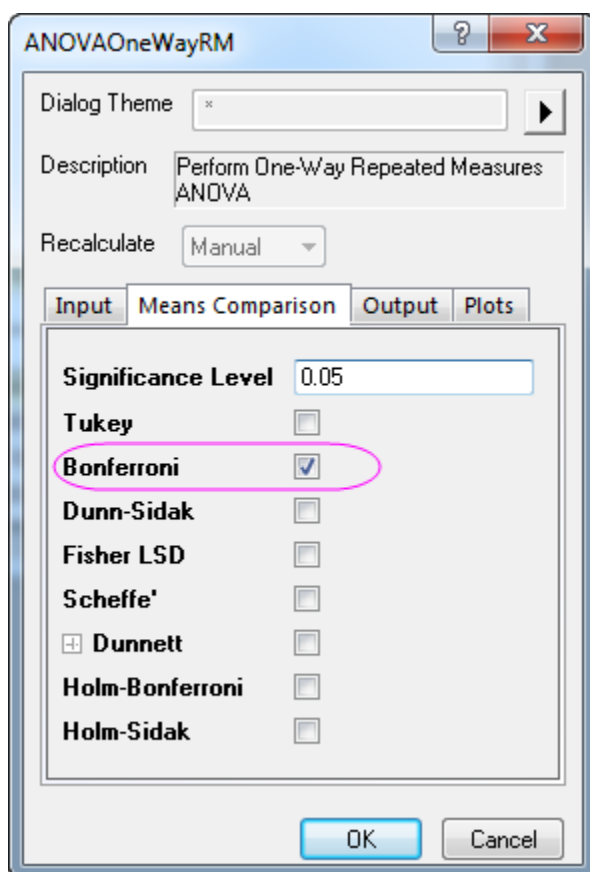 ANOVAOneWayRM
Dialog Theme *
Description Perform One-Way Repeated Measures
ANOVA
Recalculate Manual
Input Means Comparison Output Plots
Significance Level 0.05
Tukey
Bonferroni
Dunn-Sidak
Fisher LSD
Scheffe'
Dunnett
Holm-Bonferroni
Holm-Sidak
OK Cancel